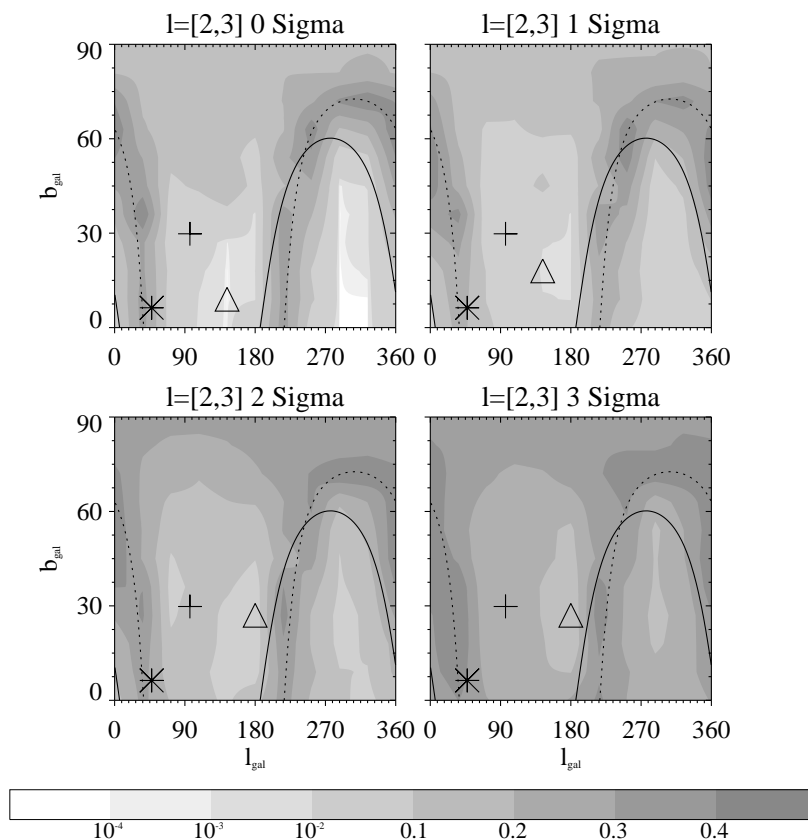 l=[2,3] 0 Sigma l=[2,3] 1 Sigma
90
60
30
0
b_gal
0 90 180 270 360 0 90 180 270 360
l=[2,3] 2 Sigma l=[2,3] 3 Sigma
90
60
30
0
b_gal
0 90 180 270 360 0 90 180 270 360
l_gal l_gal
10^-4 10^-3 10^-2 0.1 0.2 0.3 0.4